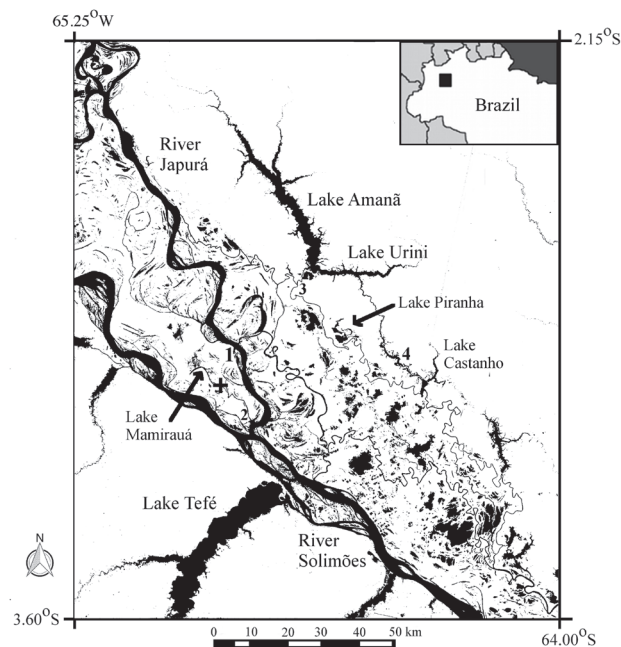 65.25°W
2.15°S
Brazil
River
Japurá
Lake Amanã
Lake Urini
3
Lake Piranha
1
4
Lake
Castanho
2
Lake
Mamirauá
Lake Tefé
River
Solimões
N
3.60°S
64.00°S
0 10 20 30 40 50 km